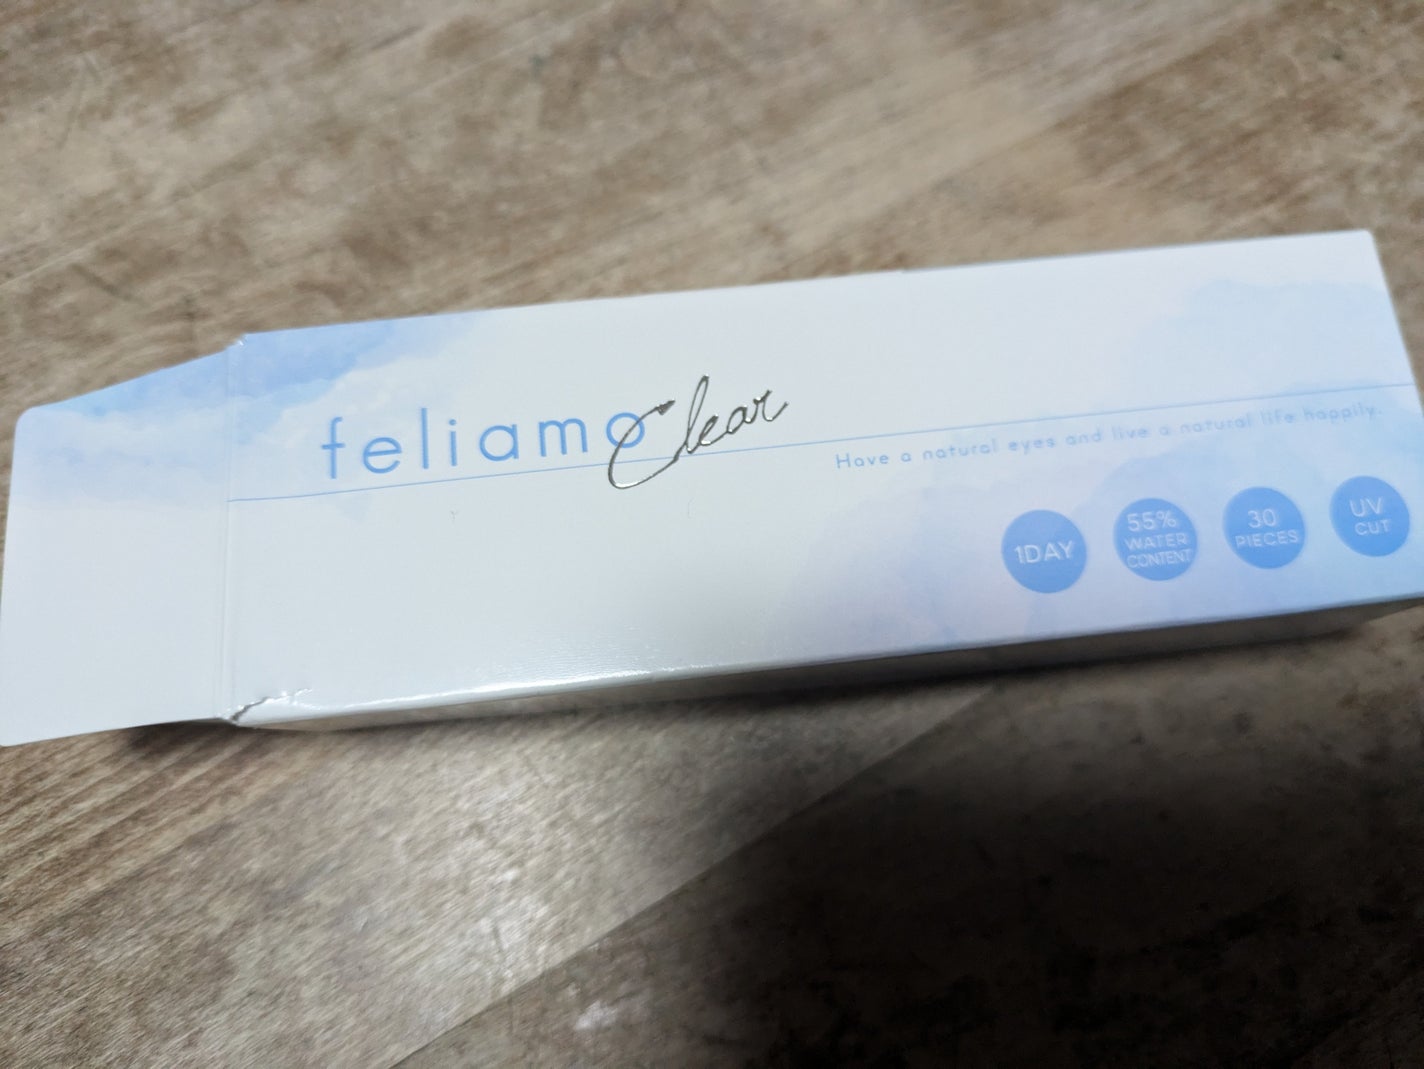 feliamo Clear
Have a natural eyes and live a natural life happily.
1DAY
55%
WATER
CONTENT
30
PIECES
UV
CUT